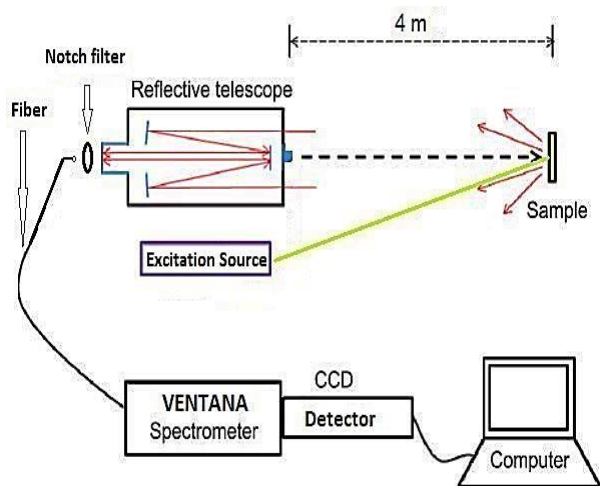 4 m
Notch filter
Reflective telescope
Fiber
Sample
Excitation Source
CCD
VENTANA
Spectrometer
Detector
Computer